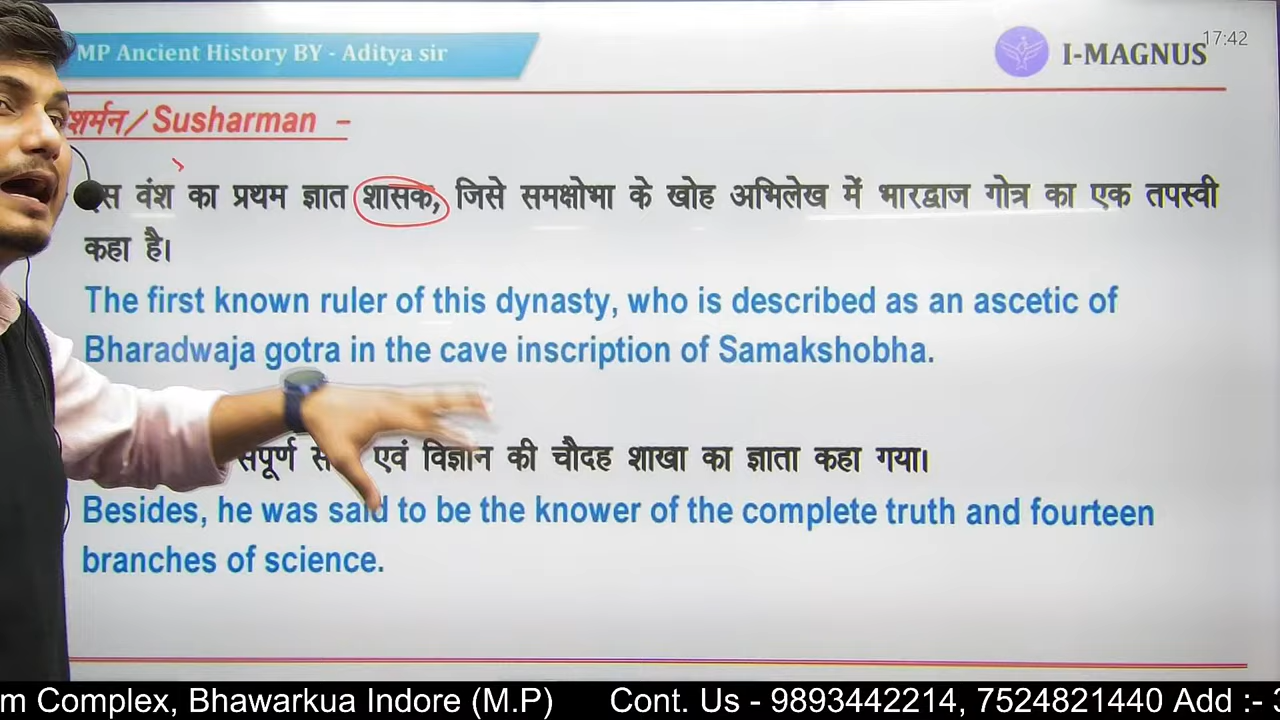 MP Ancient History BY - Aditya sir
I-MAGNUS
17:42
शर्मन / Susharman -
वंश का प्रथम ज्ञात शासक, जिसे समक्षोभा के खोह अभिलेख में भारद्वाज गोत्र का एक तपस्वी
कहा है।
The first known ruler of this dynasty, who is described as an ascetic of
Bharadwaja gotra in the cave inscription of Samakshobha.
संपूर्ण एवं विज्ञान की चौदह शाखा का ज्ञाता कहा गया।
Besides, he was said to be the knower of the complete truth and fourteen
branches of science.
m Complex, Bhawarkua Indore (M.P) Cont. Us - 9893442214, 7524821440 Add :- 3